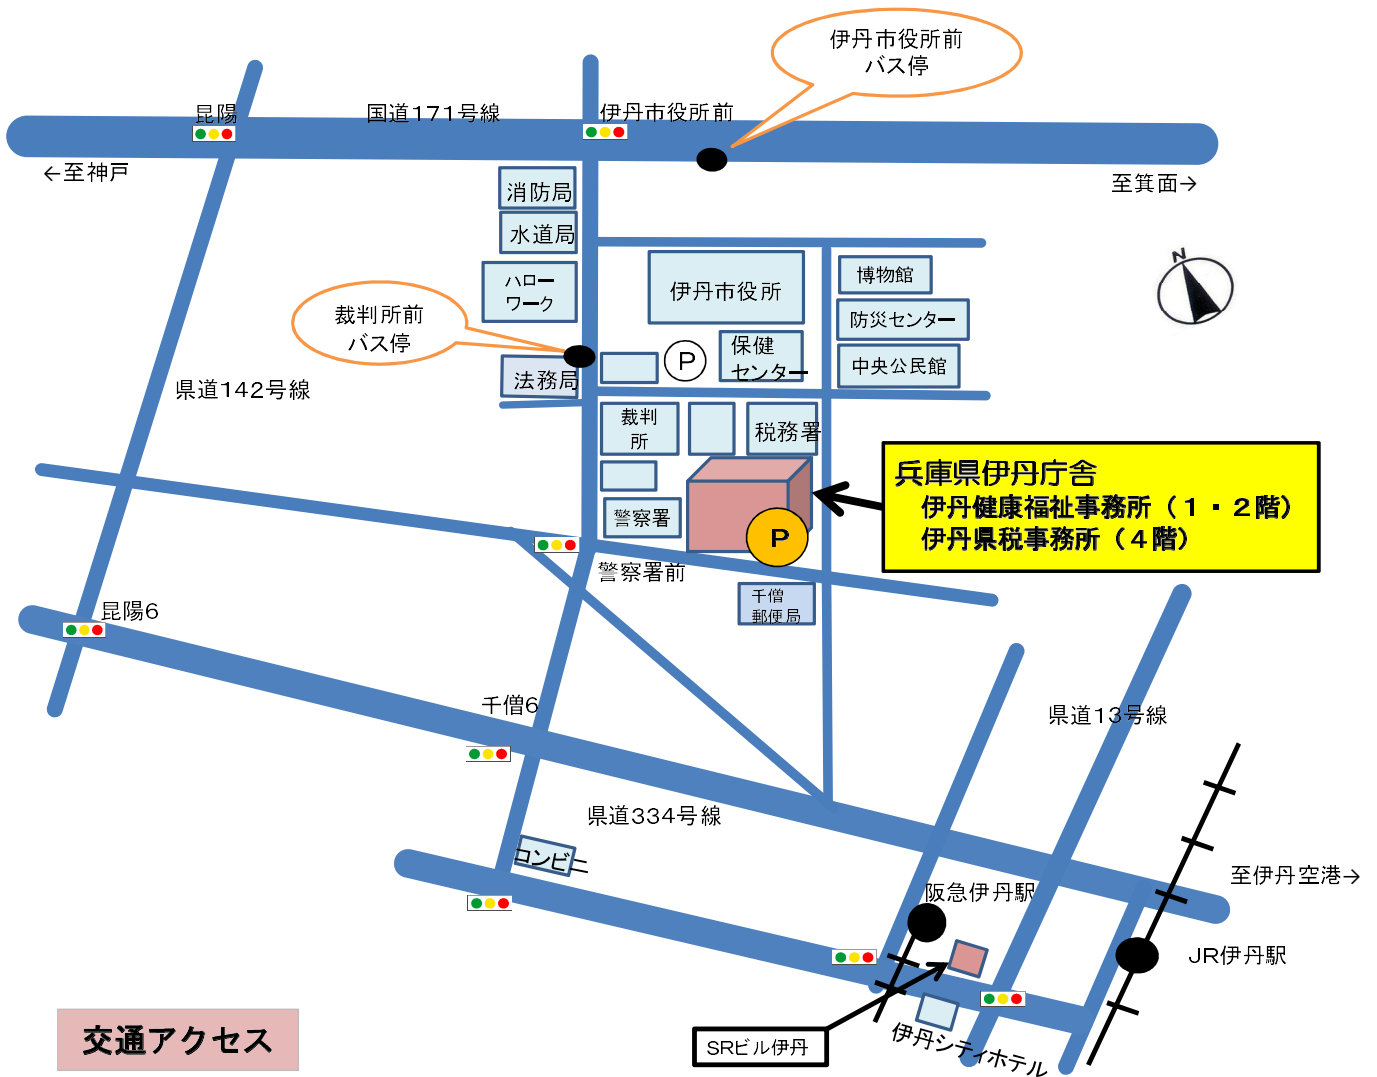 伊丹市役所前
バス停
昆陽
国道171号線
伊丹市役所前
←至神戸
至箕面→
消防局
水道局
ハロー
ワーク
伊丹市役所
博物館
防災センター
中央公民館
N
裁判所前
バス停
P
保健
センター
法務局
県道142号線
裁判
所
税務署
兵庫県伊丹庁舎
伊丹健康福祉事務所（１・２階）
伊丹県税事務所（４階）
警察署
P
警察署前
千僧
郵便局
昆陽6
千僧6
県道13号線
県道334号線
コンビニ
至伊丹空港→
阪急伊丹駅
JR伊丹駅
SRビル伊丹
伊丹シティホテル
交通アクセス